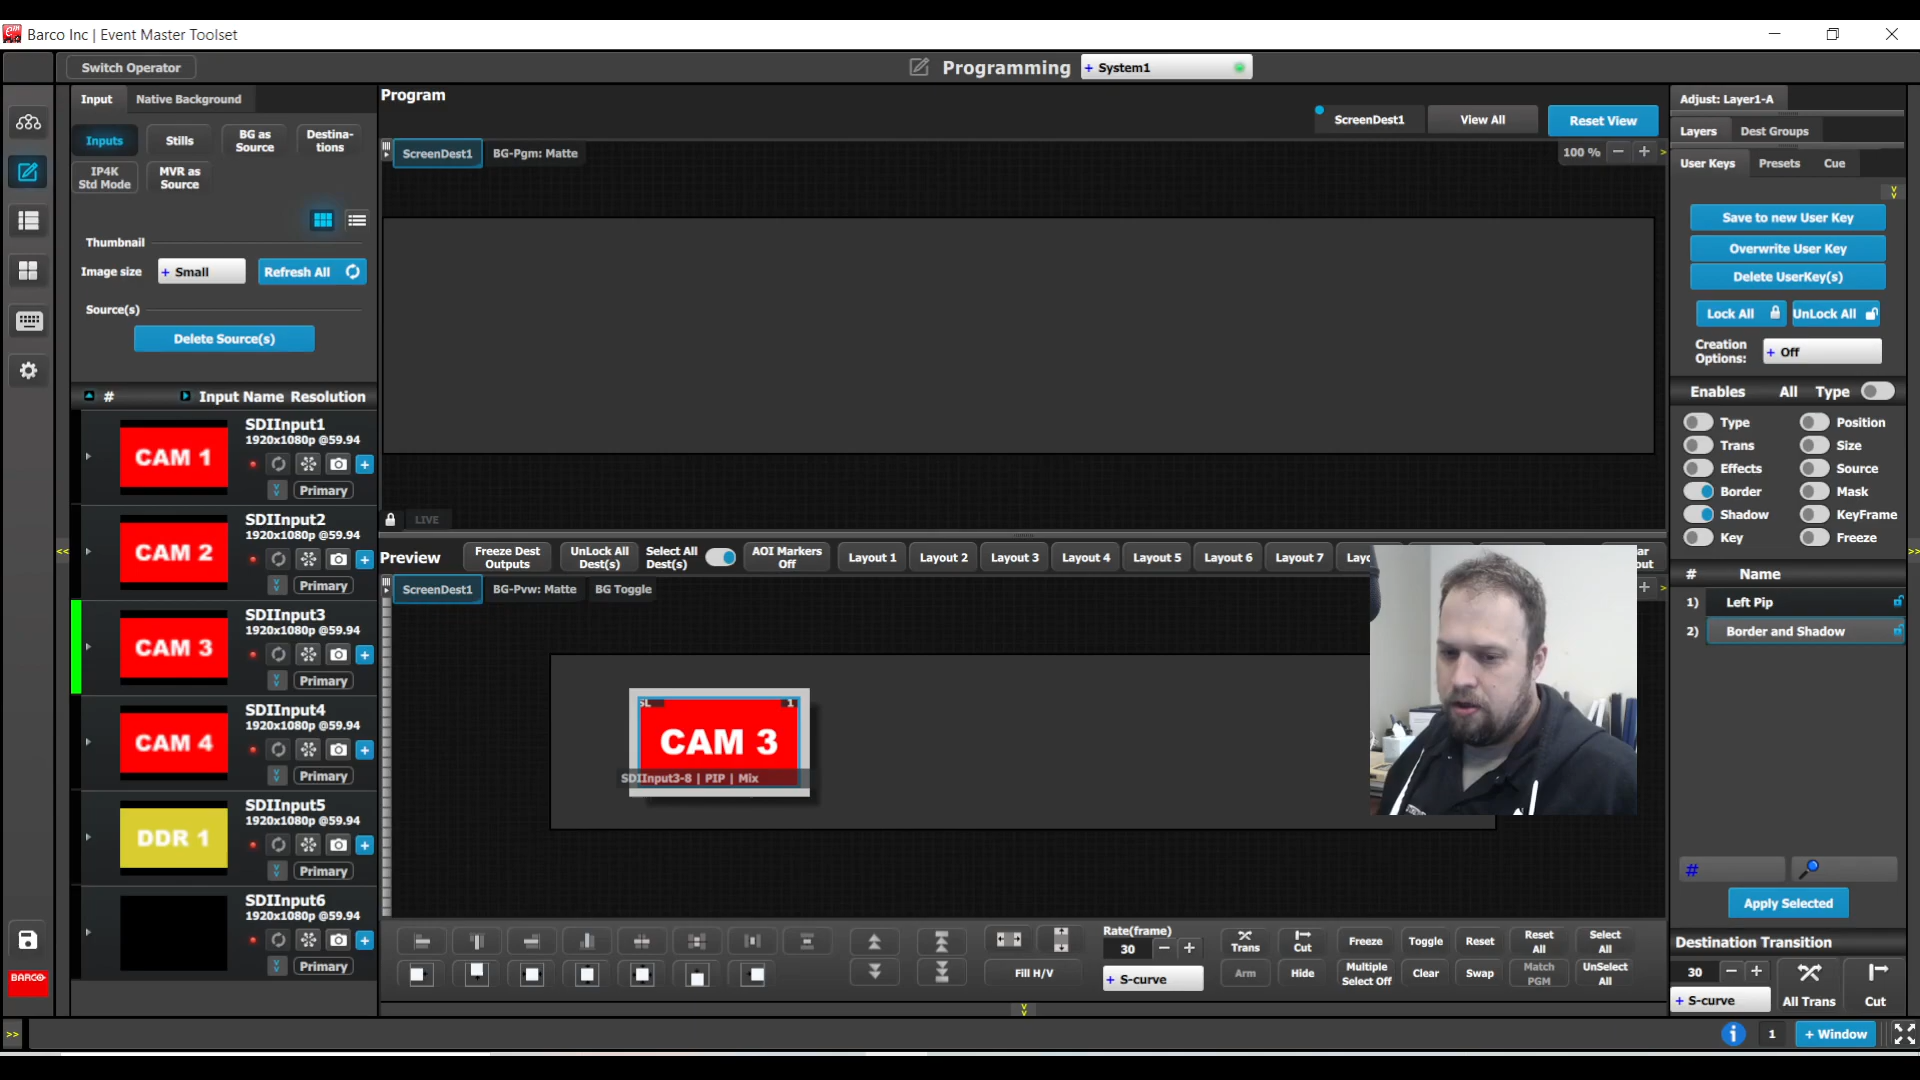 Barco Inc | Event Master Toolset
Switch Operator
Programming
+ System1
Input
Native Background
Inputs
Stills
BG as
Source
Destina-
tions
IP4K
Std Mode
MVR as
Source
Thumbnail
Image size
+ Small
Refresh All
Source(s)
Delete Source(s)
#
Input Name
Resolution
CAM 1
SDIInput1
1920x1080p @59.94
Primary
CAM 2
SDIInput2
1920x1080p @59.94
Primary
CAM 3
SDIInput3
1920x1080p @59.94
Primary
CAM 4
SDIInput4
1920x1080p @59.94
Primary
DDR 1
SDIInput5
1920x1080p @59.94
Primary
SDIInput6
1920x1080p @59.94
Primary
BARCO
Program
ScreenDest1
View All
Reset View
ScreenDest1
BG-Pgm: Matte
100 %
LIVE
Preview
Freeze Dest
Outputs
UnLock All
Dest(s)
Select All
Dest(s)
AOI Markers
Off
Layout 1
Layout 2
Layout 3
Layout 4
Layout 5
Layout 6
Layout 7
ScreenDest1
BG-Pvw: Matte
BG Toggle
1
CAM 3
SDIInput3-8 | PIP | Mix
Fill H/V
Rate(frame)
30
+ S-curve
Trans
Arm
Cut
Hide
Freeze
Multiple
Select Off
Toggle
Clear
Reset
Swap
Reset
All
Match
PGM
Select
All
UnSelect
All
Adjust: Layer1-A
Layers
Dest Groups
User Keys
Presets
Cue
Save to new User Key
Overwrite User Key
Delete UserKey(s)
Lock All
UnLock All
Creation
Options:
+ Off
Enables
All
Type
Type
Position
Trans
Size
Effects
Source
Border
Mask
Shadow
KeyFrame
Key
Freeze
#
Name
1)
Left Pip
2)
Border and Shadow
#
Apply Selected
Destination Transition
30
+ S-curve
All Trans
Cut
1
+ Window